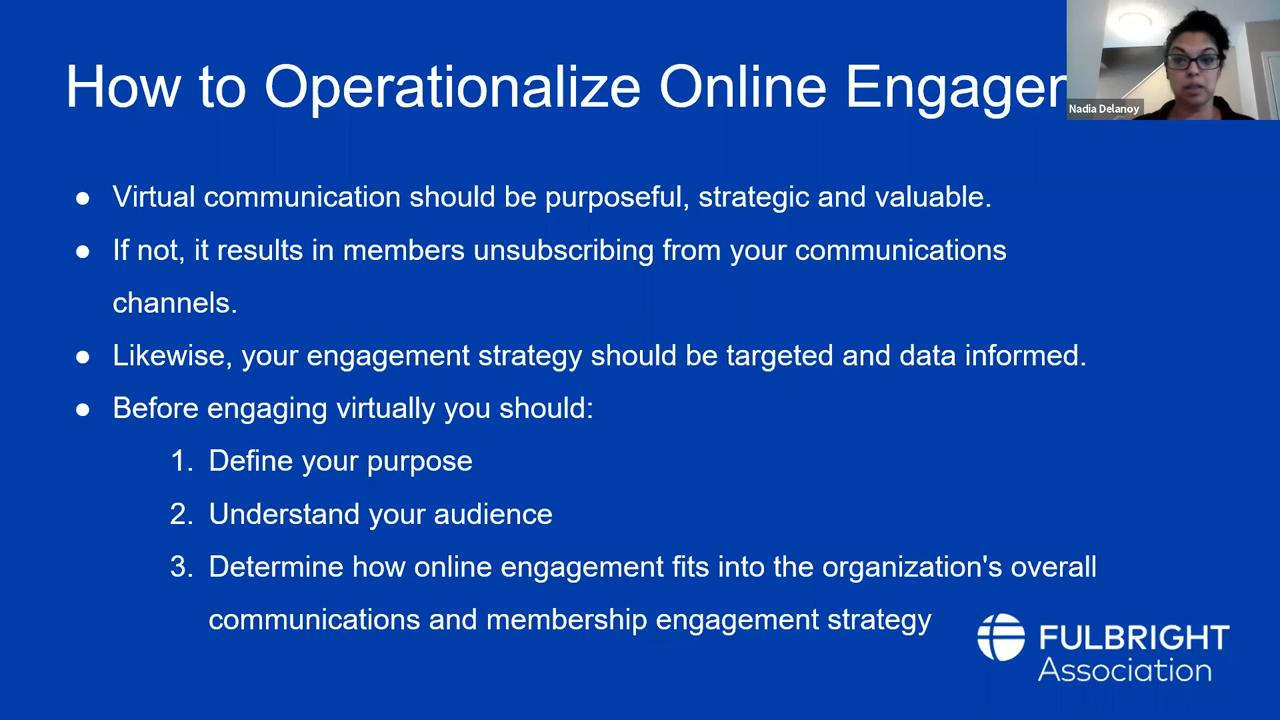 How to Operationalize Online Engagem
Nadia Delanoy
● Virtual communication should be purposeful, strategic and valuable.
● If not, it results in members unsubscribing from your communications
channels.
● Likewise, your engagement strategy should be targeted and data informed.
● Before engaging virtually you should:
1. Define your purpose
2. Understand your audience
3. Determine how online engagement fits into the organization's overall
communications and membership engagement strategy
FULBRIGHT
Association